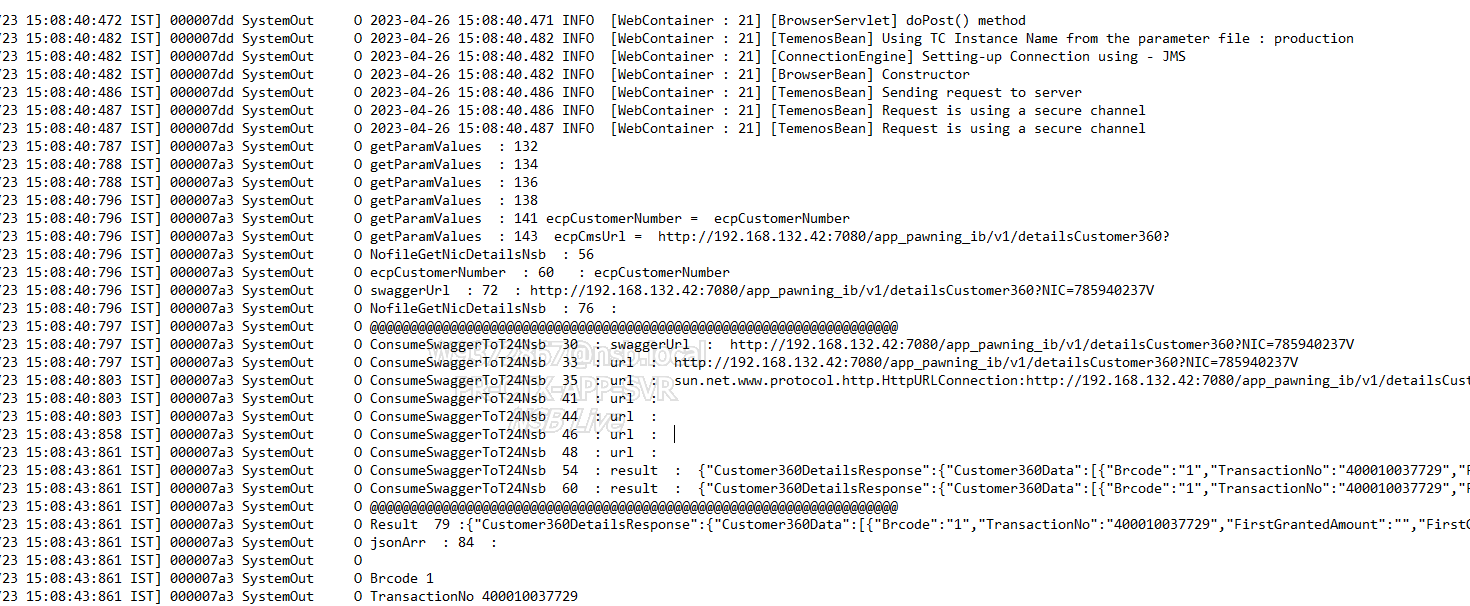 /23 15:08:40:472 IST] 000007dd SystemOut     O 2023-04-26 15:08:40.471 INFO  [WebContainer : 21] [BrowserServlet] doPost() method
/23 15:08:40:482 IST] 000007dd SystemOut     O 2023-04-26 15:08:40.482 INFO  [WebContainer : 21] [TemenosBean] Using TC Instance Name from the parameter file : production
/23 15:08:40:482 IST] 000007dd SystemOut     O 2023-04-26 15:08:40.482 INFO  [WebContainer : 21] [ConnectionEngine] Setting-up Connection using - JMS
/23 15:08:40:482 IST] 000007dd SystemOut     O 2023-04-26 15:08:40.482 INFO  [WebContainer : 21] [BrowserBean] Constructor
/23 15:08:40:486 IST] 000007dd SystemOut     O 2023-04-26 15:08:40.486 INFO  [WebContainer : 21] [TemenosBean] Sending request to server
/23 15:08:40:487 IST] 000007dd SystemOut     O 2023-04-26 15:08:40.486 INFO  [WebContainer : 21] [TemenosBean] Request is using a secure channel
/23 15:08:40:487 IST] 000007dd SystemOut     O 2023-04-26 15:08:40.487 INFO  [WebContainer : 21] [TemenosBean] Request is using a secure channel
/23 15:08:40:787 IST] 000007a3 SystemOut     O getParamValues  : 132
/23 15:08:40:788 IST] 000007a3 SystemOut     O getParamValues  : 134
/23 15:08:40:788 IST] 000007a3 SystemOut     O getParamValues  : 136
/23 15:08:40:796 IST] 000007a3 SystemOut     O getParamValues  : 138
/23 15:08:40:796 IST] 000007a3 SystemOut     O getParamValues  : 141 ecpCustomerNumber =  ecpCustomerNumber
/23 15:08:40:796 IST] 000007a3 SystemOut     O getParamValues  : 143  ecpCmsUrl =  http://192.168.132.42:7080/app_pawning_ib/v1/detailsCustomer360?
/23 15:08:40:796 IST] 000007a3 SystemOut     O NofileGetNicDetailsNsb  : 56
/23 15:08:40:796 IST] 000007a3 SystemOut     O ecpCustomerNumber  : 60   : ecpCustomerNumber
/23 15:08:40:796 IST] 000007a3 SystemOut     O swaggerUrl  : 72  : http://192.168.132.42:7080/app_pawning_ib/v1/detailsCustomer360?NIC=785940237V
/23 15:08:40:796 IST] 000007a3 SystemOut     O NofileGetNicDetailsNsb  : 76  :
/23 15:08:40:797 IST] 000007a3 SystemOut     O @@@@@@@@@@@@@@@@@@@@@@@@@@@@@@@@@@@@@@@@@@@@@@@@@@@@@@@@@@@@@@@@@@
/23 15:08:40:797 IST] 000007a3 SystemOut     O ConsumeSwaggerToT24Nsb  30  : swaggerUrl  :  http://192.168.132.42:7080/app_pawning_ib/v1/detailsCustomer360?NIC=785940237V
/23 15:08:40:797 IST] 000007a3 SystemOut     O ConsumeSwaggerToT24Nsb  33  : url  :  http://192.168.132.42:7080/app_pawning_ib/v1/detailsCustomer360?NIC=785940237V
/23 15:08:40:803 IST] 000007a3 SystemOut     O ConsumeSwaggerToT24Nsb  35  : url  :  sun.net.www.protocol.http.HttpURLConnection:http://192.168.132.42:7080/app_pawning_ib/v1/detailsCust
/23 15:08:40:803 IST] 000007a3 SystemOut     O ConsumeSwaggerToT24Nsb  41  : url  :
/23 15:08:40:803 IST] 000007a3 SystemOut     O ConsumeSwaggerToT24Nsb  44  : url  :
/23 15:08:43:858 IST] 000007a3 SystemOut     O ConsumeSwaggerToT24Nsb  46  : url  :
/23 15:08:43:861 IST] 000007a3 SystemOut     O ConsumeSwaggerToT24Nsb  48  : url  :
/23 15:08:43:861 IST] 000007a3 SystemOut     O ConsumeSwaggerToT24Nsb  54  : result  :  {"Customer360DetailsResponse":{"Customer360Data":[{"Brcode":"1","TransactionNo":"400010037729","F
/23 15:08:43:861 IST] 000007a3 SystemOut     O ConsumeSwaggerToT24Nsb  60  : result  :  {"Customer360DetailsResponse":{"Customer360Data":[{"Brcode":"1","TransactionNo":"400010037729","F
/23 15:08:43:861 IST] 000007a3 SystemOut     O @@@@@@@@@@@@@@@@@@@@@@@@@@@@@@@@@@@@@@@@@@@@@@@@@@@@@@@@@@@@@@@@@@
/23 15:08:43:861 IST] 000007a3 SystemOut     O Result  79 :{"Customer360DetailsResponse":{"Customer360Data":[{"Brcode":"1","TransactionNo":"400010037729","FirstGrantedAmount":"","FirstG
/23 15:08:43:861 IST] 000007a3 SystemOut     O jsonArr  : 84  :
/23 15:08:43:861 IST] 000007a3 SystemOut     O
/23 15:08:43:861 IST] 000007a3 SystemOut     O Brcode 1
/23 15:08:43:861 IST] 000007a3 SystemOut     O TransactionNo 400010037729
NSB Live